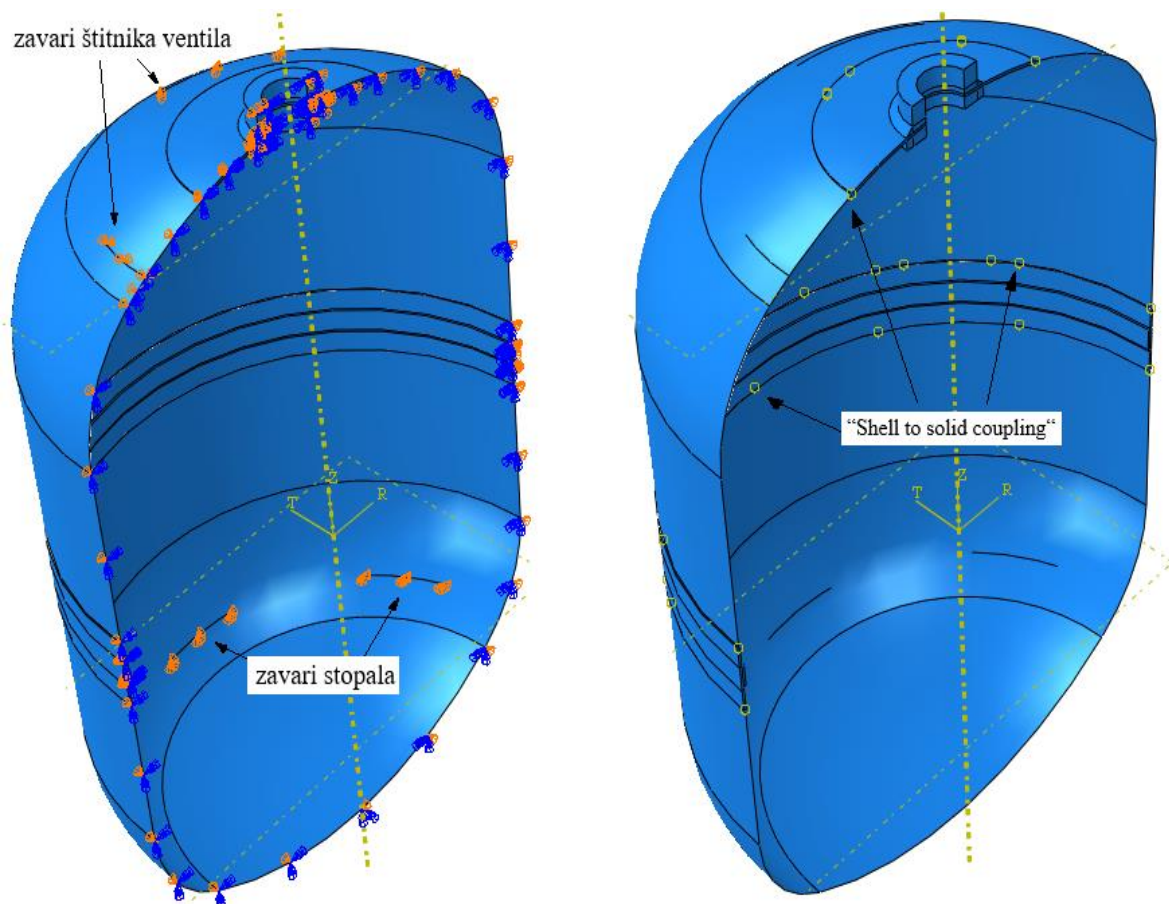 zavari štitnika ventila
Z
T
R
zavari stopala
"Shell to solid coupling"
Z
T
R